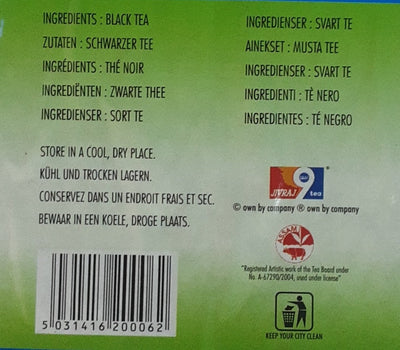 INGREDIENTS : BLACK TEA
ZUTATEN : SCHWARZER TEE
INGRÉDIENTS : THÉ NOIR
INGREDIËNTEN : ZWARTE THEE
INGREDIENSER : SORT TE
INGREDIENSER : SVART TE
AINEKSET : MUSTA TEE
INGREDIENSER : SVART TE
INGREDIENTI : TÈ NERO
INGREDIENTES : TÉ NEGRO
STORE IN A COOL, DRY PLACE.
KÜHL UND TROCKEN LAGERN.
CONSERVEZ DANS UN ENDROIT FRAIS ET SEC.
BEWAAR IN EEN KOELE, DROGE PLAATS.
JIVRAJ 9 tea
© own by company ® own by company
ASSAM
"Registered Artistic work of the Tea Board under
No. A-67290/2004, used under license"
5 031416 200062
KEEP YOUR CITY CLEAN